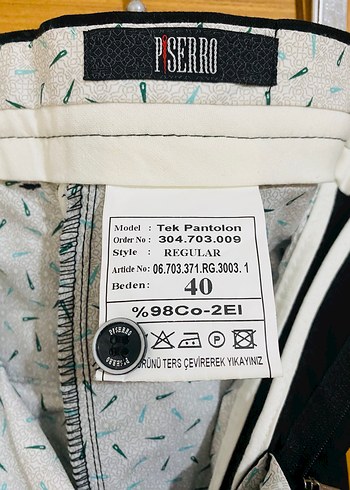 PISERRO
Model : Tek Pantolon
Order No : 304.703.009
Style : REGULAR
Article No: 06.703.371.RG.3003. 1
Beden: 40
%98Co-2El
PISERRO
P
ÜRÜNÜ TERS ÇEVİREREK YIKAYINIZ